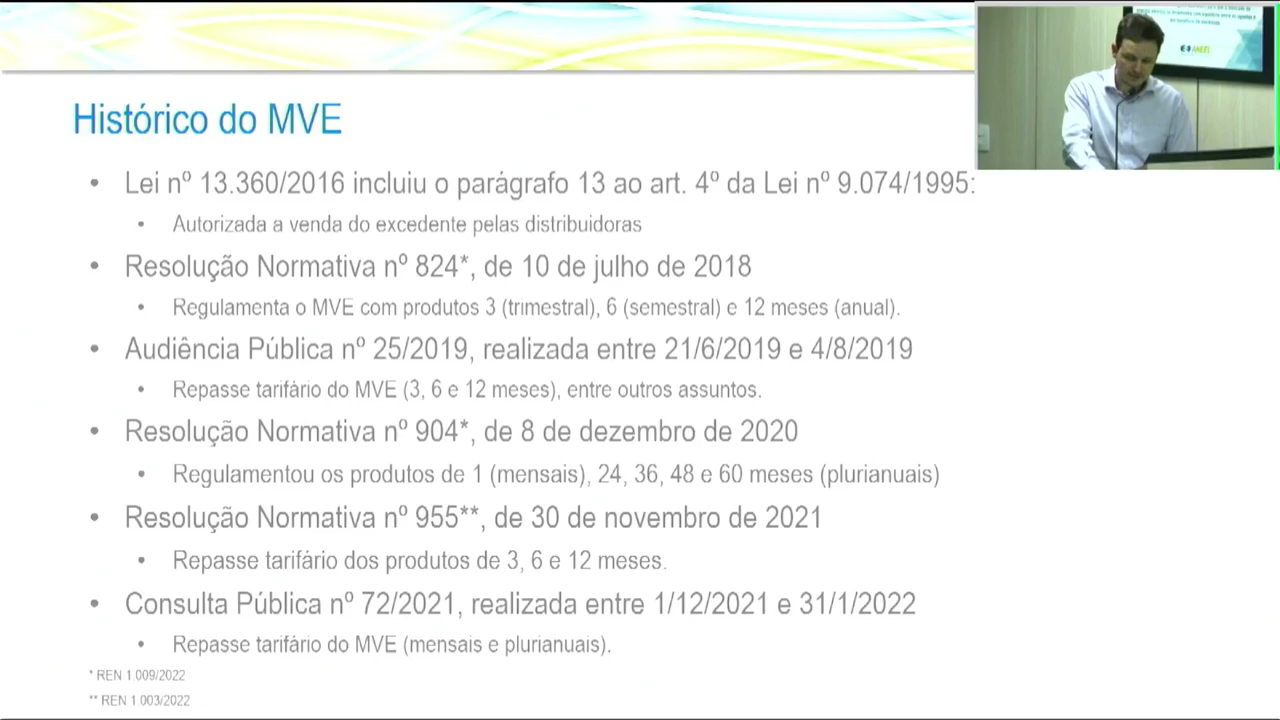 Histórico do MVE
• Lei nº 13.360/2016 incluiu o parágrafo 13 ao art. 4º da Lei nº 9.074/1995:
• Autorizada a venda do excedente pelas distribuidoras
• Resolução Normativa nº 824*, de 10 de julho de 2018
• Regulamenta o MVE com produtos 3 (trimestral), 6 (semestral) e 12 meses (anual).
• Audiência Pública nº 25/2019, realizada entre 21/6/2019 e 4/8/2019
• Repasse tarifário do MVE (3, 6 e 12 meses), entre outros assuntos.
• Resolução Normativa nº 904*, de 8 de dezembro de 2020
• Regulamentou os produtos de 1 (mensais), 24, 36, 48 e 60 meses (plurianuais)
• Resolução Normativa nº 955**, de 30 de novembro de 2021
• Repasse tarifário dos produtos de 3, 6 e 12 meses.
• Consulta Pública nº 72/2021, realizada entre 1/12/2021 e 31/1/2022
• Repasse tarifário do MVE (mensais e plurianuais).
* REN 1 009/2022
** REN 1 003/2022
ANEEL